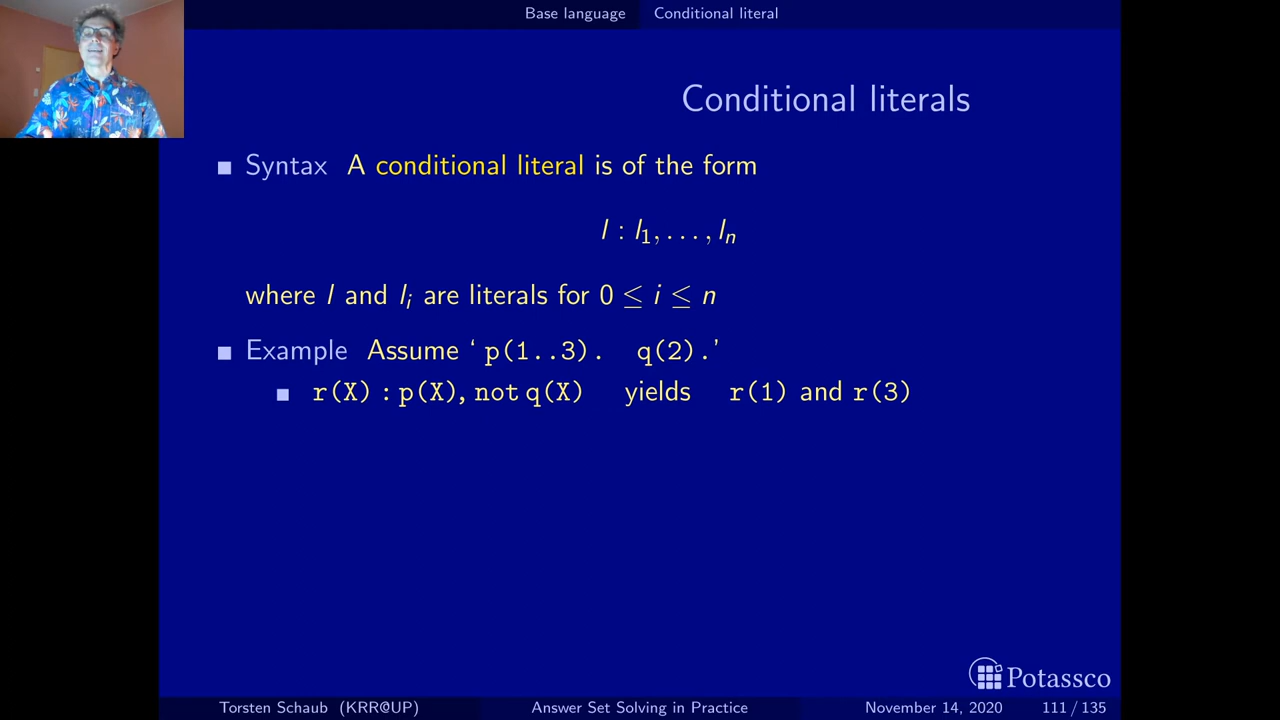 Base language Conditional literal
Conditional literals
Syntax A conditional literal is of the form
l : l₁, . . . , lₙ
where l and lᵢ are literals for 0 ≤ i ≤ n
Example Assume ‘ p(1..3). q(2).’
r(X) : p(X), not q(X) yields r(1) and r(3)
Potassco
Torsten Schaub (KRR@UP) Answer Set Solving in Practice November 14, 2020 111 / 135